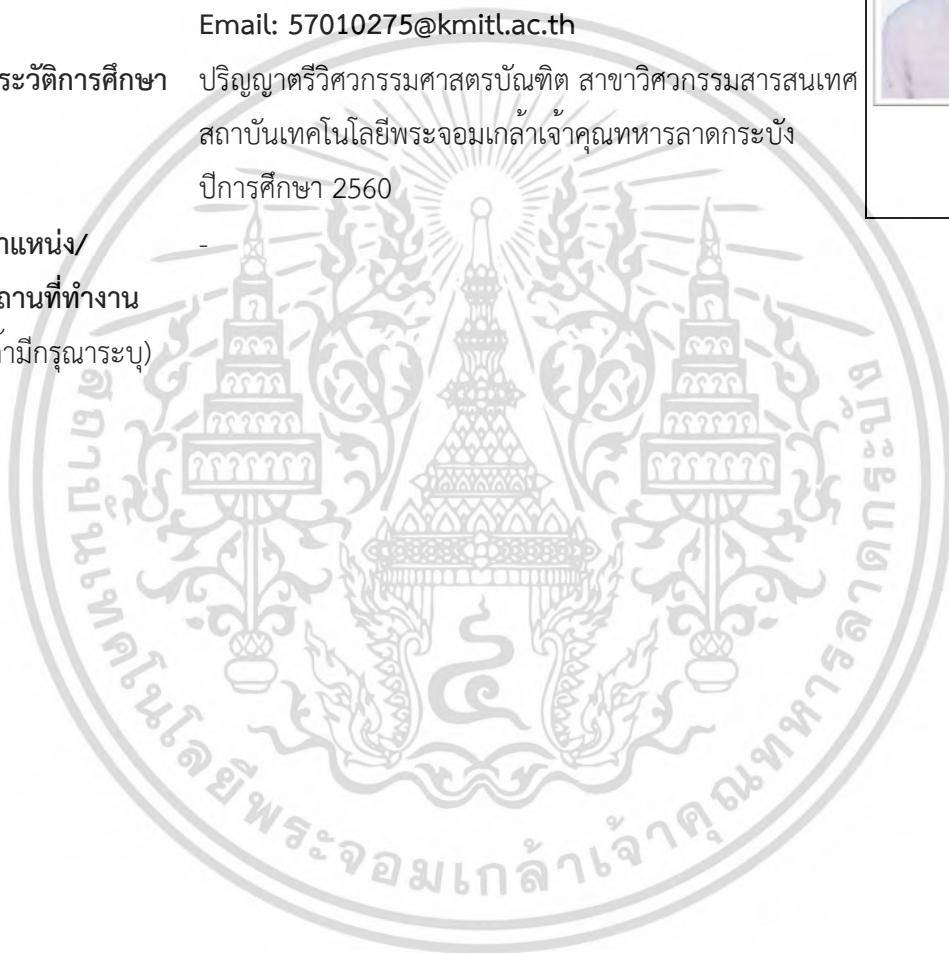 Email: 57010275@kmitl.ac.th
ระวัติการศึกษา ปริญญาตรีวิศวกรรมศาสตรบัณฑิต สาขาวิศวกรรมสารสนเทศ
สถาบันเทคโนโลยีพระจอมเกล้าเจ้าคุณทหารลาดกระบัง
ปีการศึกษา 2560
าแหน่ง/ -
ถานที่ทำงาน
ถ้ามีกรุณาระบุ)
สถาบันเทคโนโลยีพระจอมเกล้าเจ้าคุณทหารลาดกระบัง
๔